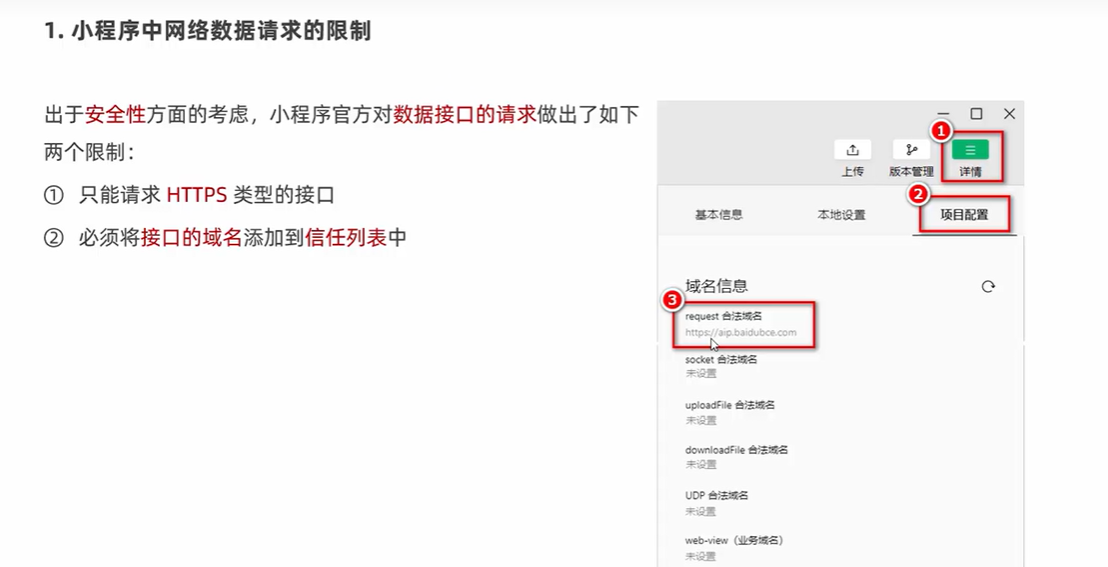 1. 小程序中网络数据请求的限制
出于安全性方面的考虑，小程序官方对数据接口的请求做出了如下
两个限制：
① 只能请求 HTTPS 类型的接口
② 必须将接口的域名添加到信任列表中
1
上传 版本管理 详情
2
基本信息 本地设置 项目配置
域名信息
3
request 合法域名
https://aip.baidubce.com
socket 合法域名
未设置
uploadFile 合法域名
未设置
downloadFile 合法域名
未设置
UDP 合法域名
未设置
web-view（业务域名）
未设置